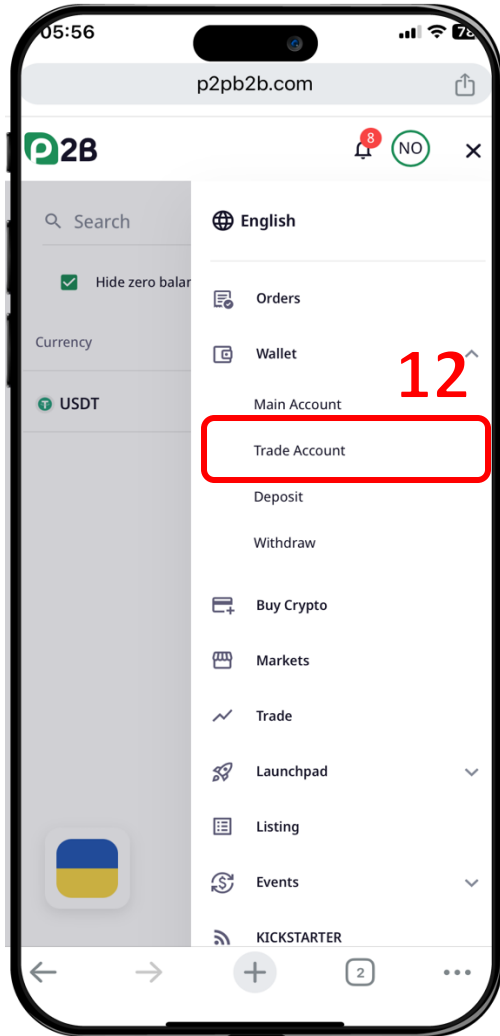 05:56
78
p2pb2b.com
P2B
8
NO
Search
English
Hide zero balan
Orders
Currency
Wallet
12
USDT
Main Account
Trade Account
Deposit
Withdraw
Buy Crypto
Markets
Trade
Launchpad
Listing
Events
KICKSTARTER
2